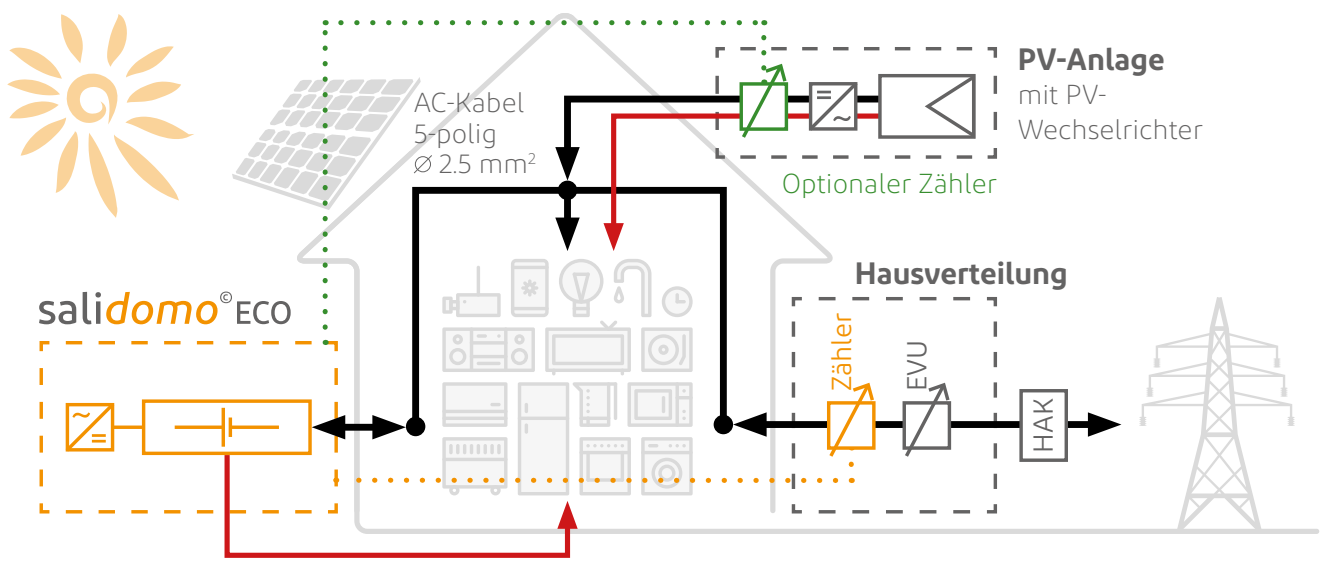 PV-Anlage
mit PV-
Wechselrichter
AC-Kabel
5-polig
Ø 2.5 mm²
Optionaler Zähler
Hausverteilung
salidomo©ECO
Zähler
EVU
HAK